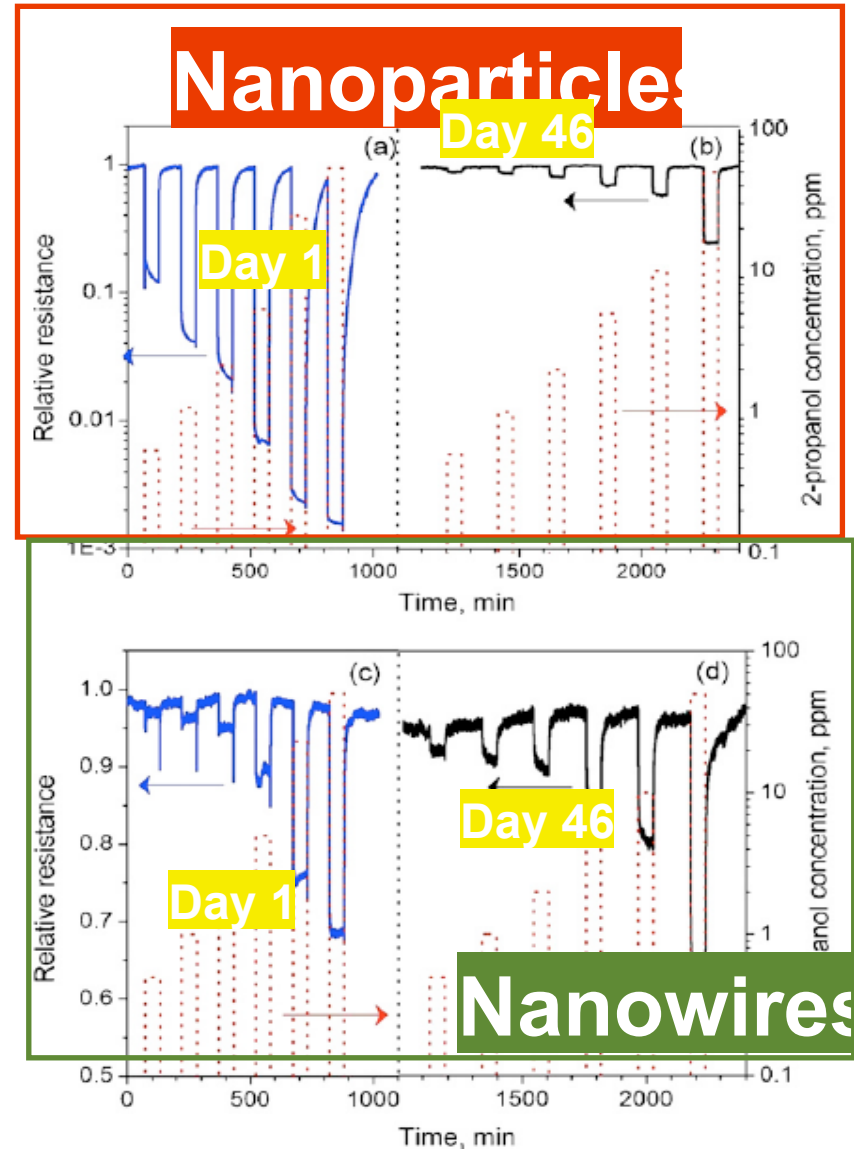 Nanoparticles
Day 46
(a)
(b)
100
1
Day 1
10
0.1
Relative resistance
2-propanol concentration, ppm
1
0.01
1E-3
0.1
0
500
1000
1500
2000
Time, min
(c)
(d)
100
1.0
0.9
10
Day 46
0.8
Day 1
Relative resistance
anol concentration, ppm
0.7
1
0.6
Nanowires
0.5
0.1
0
500
1000
1500
2000
Time, min